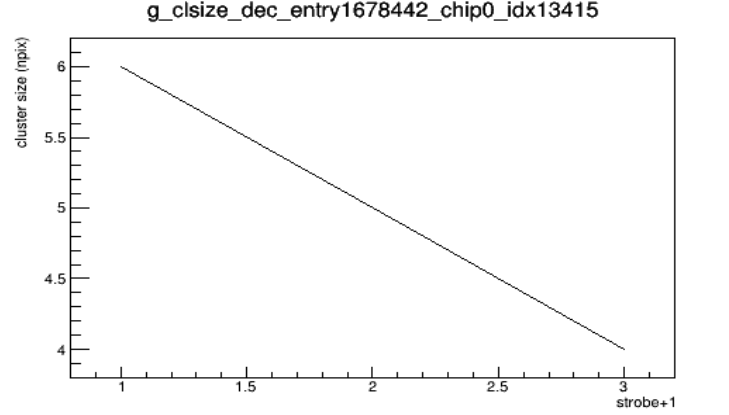 g_clsize_dec_entry1678442_chip0_idx13415
cluster size (npix)
6
5.5
5
4.5
4
1 1.5 2 2.5 3
strobe+1